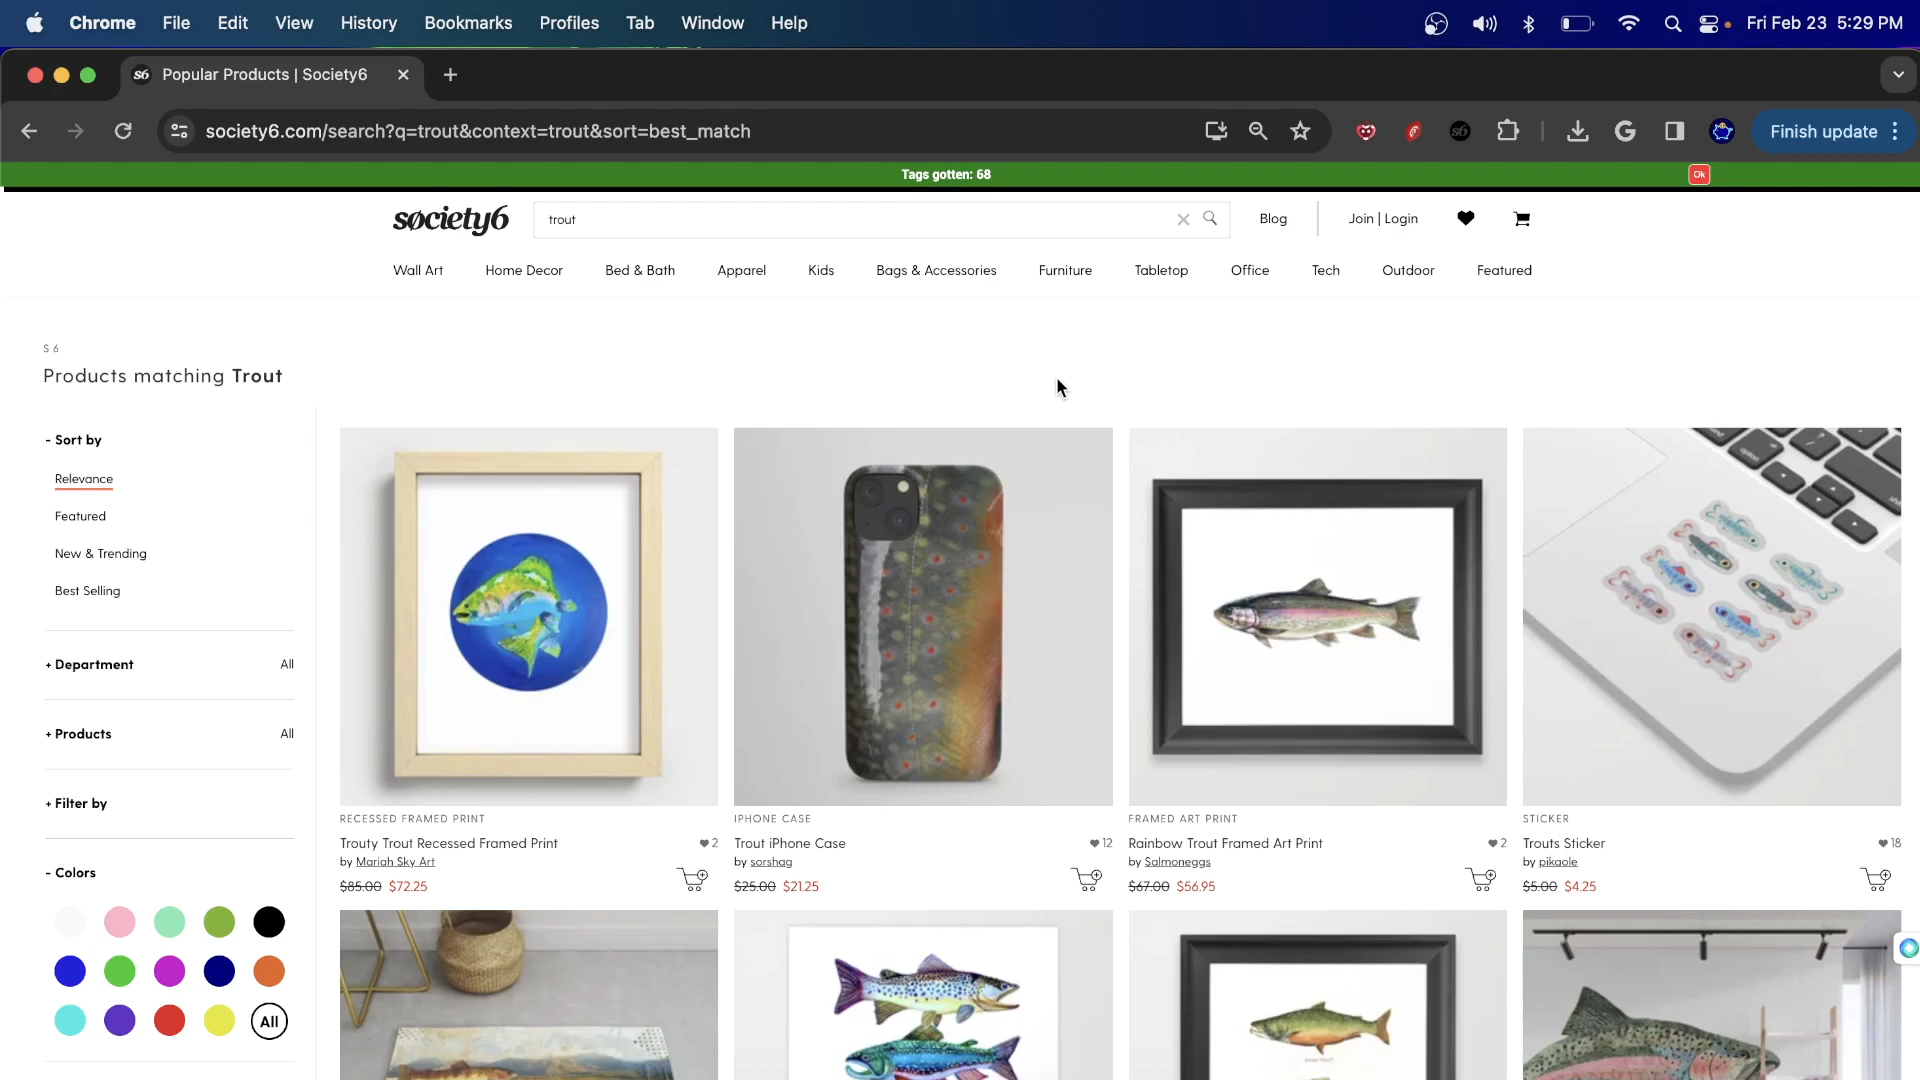 Chrome File Edit View History Bookmarks Profiles Tab Window Help Fri Feb 23 5:29 PM
s6 Popular Products | Society6
society6.com/search?q=trout&context=trout&sort=best_match s6 Finish update
Tags gotten: 68 Ok
søciety6 trout Blog Join | Login
Wall Art Home Decor Bed & Bath Apparel Kids Bags & Accessories Furniture Tabletop Office Tech Outdoor Featured
S6
Products matching Trout
- Sort by
Relevance
Featured
New & Trending
Best Selling
+ Department All
+ Products All
+ Filter by
- Colors
All
RECESSED FRAMED PRINT
Trouty Trout Recessed Framed Print 2
by Mariah Sky Art
$85.00 $72.25
IPHONE CASE
Trout iPhone Case 12
by sorshag
$25.00 $21.25
FRAMED ART PRINT
Rainbow Trout Framed Art Print 2
by Salmoneggs
$67.00 $56.95
option
command
option
STICKER
Trouts Sticker 18
by pikaole
$5.00 $4.25